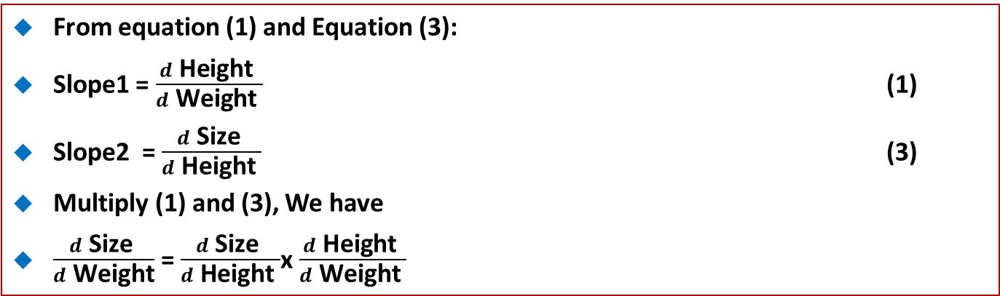 From equation (1) and Equation (3):
Slope1 = d Height / d Weight (1)
Slope2 = d Size / d Height (3)
Multiply (1) and (3), We have
d Size / d Weight = d Size / d Height x d Height / d Weight